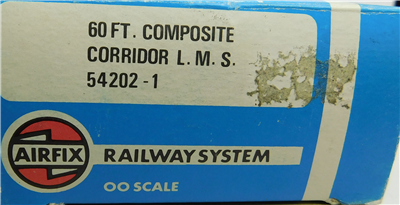 60 FT. COMPOSITE
CORRIDOR L. M. S.
54202-1
AIRFIX
RAILWAY SYSTEM
OO SCALE